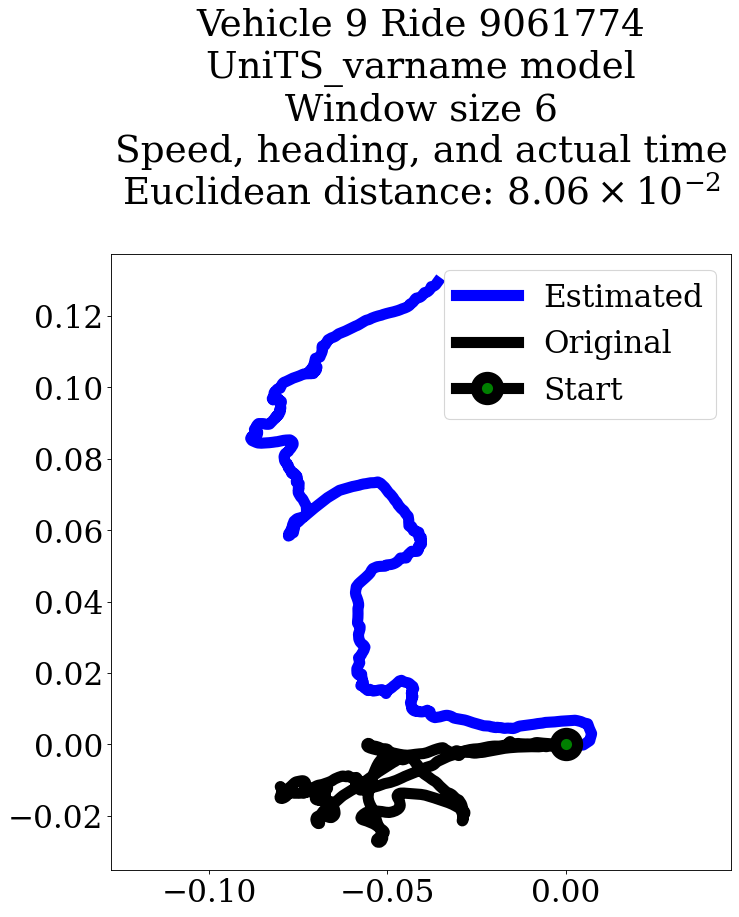 Vehicle 9 Ride 9061774
UniTS_varname model
Window size 6
Speed, heading, and actual time
Euclidean distance: 8.06 × 10⁻²
Estimated
Original
Start
0.12
0.10
0.08
0.06
0.04
0.02
0.00
−0.02
−0.10
−0.05
0.00